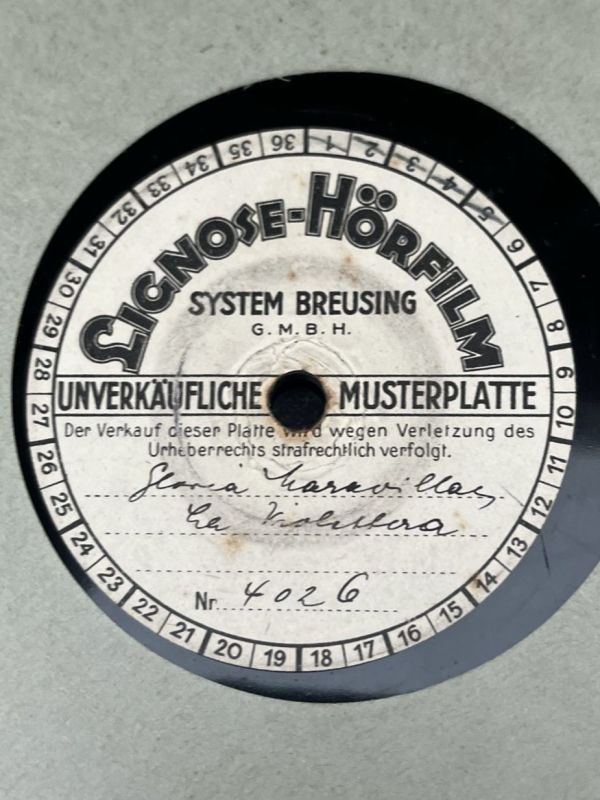 LIGNOSE-HÖRFILM
SYSTEM BREUSING
G.M.B.H.
UNVERKÄUFLICHE MUSTERPLATTE
Der Verkauf dieser Platte wird wegen Verletzung des
Urheberrechts strafrechtlich verfolgt.
Gloria Maravillas
La Violettera
Nr. 4026
1 2 3 4 5 6 7 8 9 10 11 12 13 14 15 16 17 18 19 20 21 22 23 24 25 26 27 28 29 30 31 32 33 34 35 36